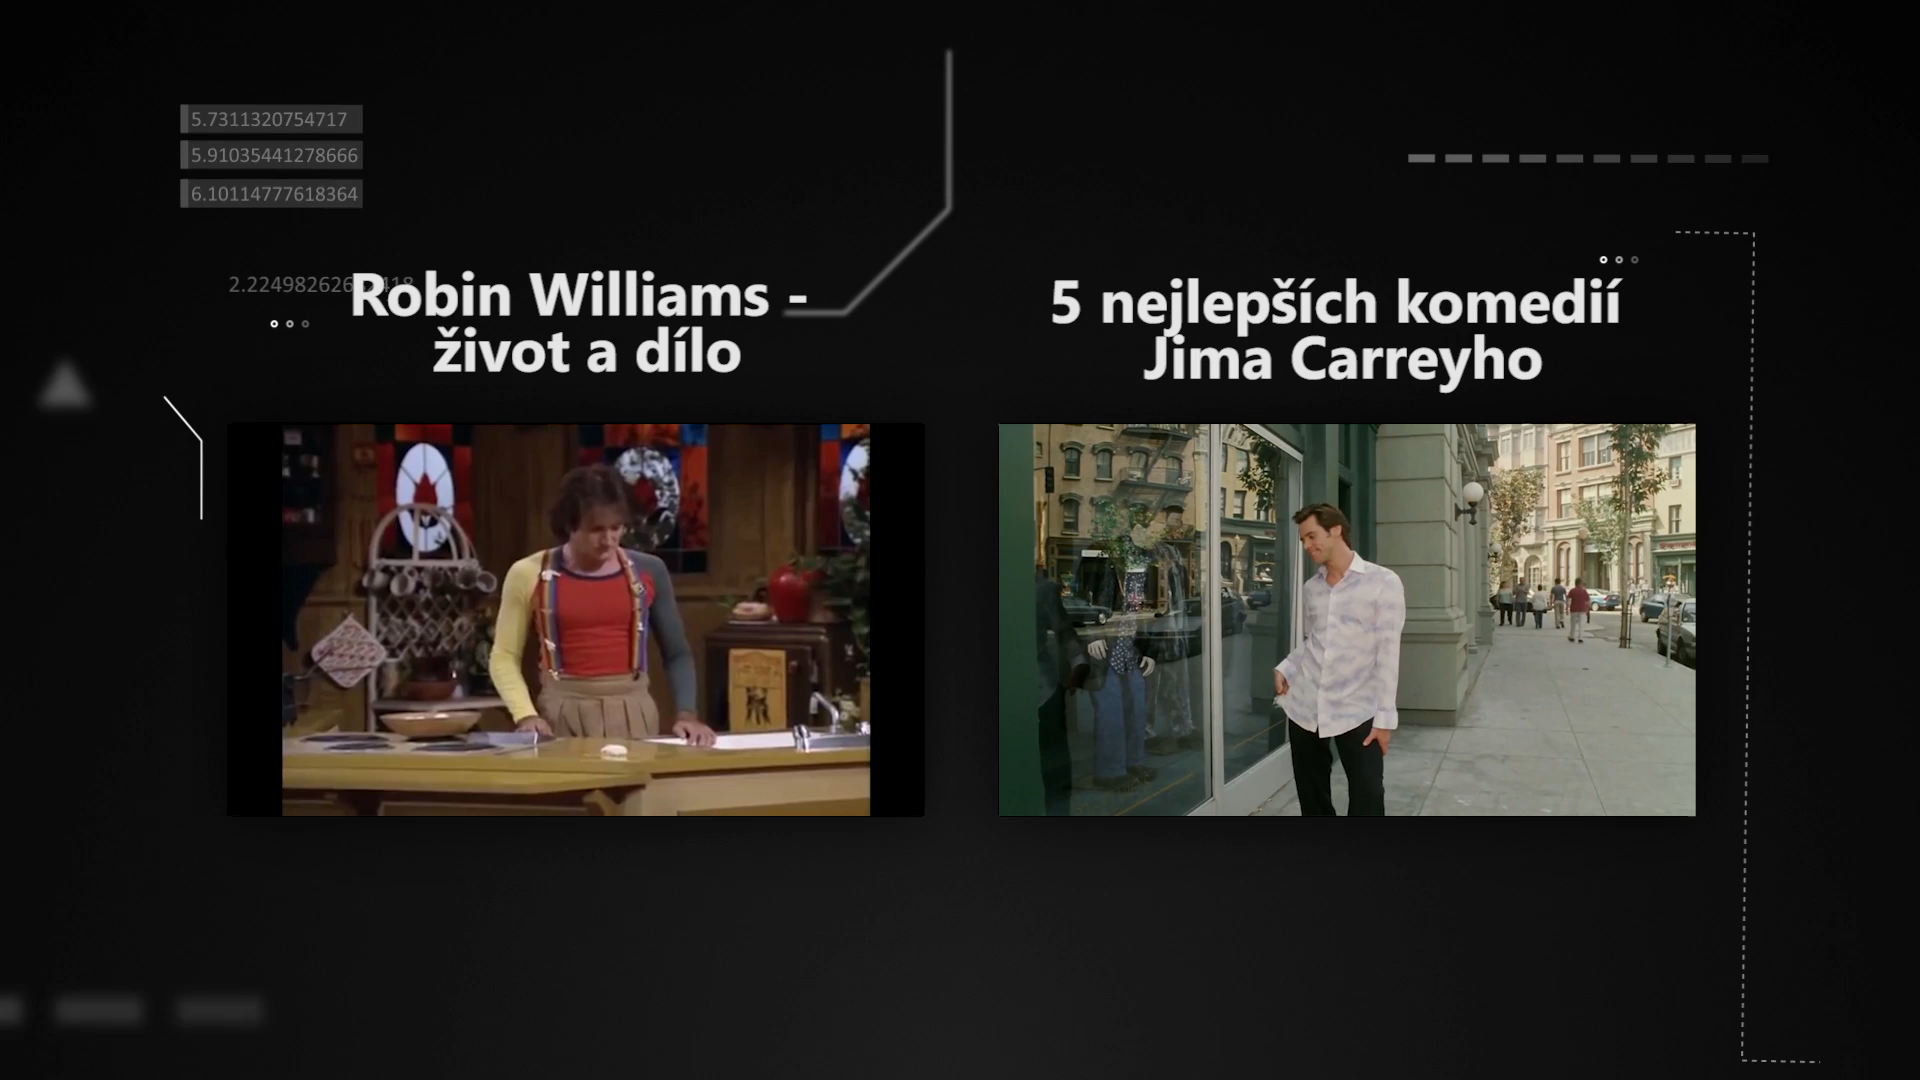 5.7311320754717
5.91035441278666
6.10114777618364
Robin Williams -
život a dílo
5 nejlepších komedií
Jima Carreyho